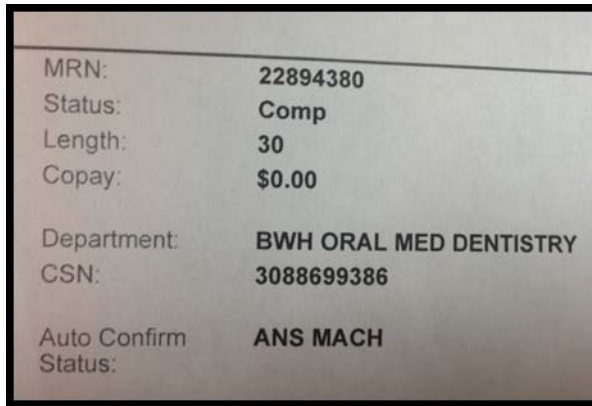 MRN: 22894380
Status: Comp
Length: 30
Copay: $0.00
Department: BWH ORAL MED DENTISTRY
CSN: 3088699386
Auto Confirm ANS MACH
Status: